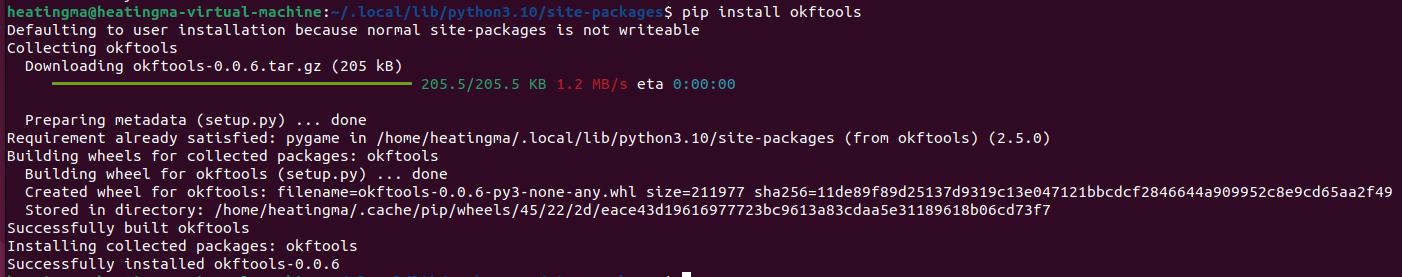 heatingma@heatingma-virtual-machine:~/.local/lib/python3.10/site-packages$ pip install okftools
Defaulting to user installation because normal site-packages is not writeable
Collecting okftools
  Downloading okftools-0.0.6.tar.gz (205 kB)
     205.5/205.5 KB 1.2 MB/s eta 0:00:00
  Preparing metadata (setup.py) ... done
Requirement already satisfied: pygame in /home/heatingma/.local/lib/python3.10/site-packages (from okftools) (2.5.0)
Building wheels for collected packages: okftools
  Building wheel for okftools (setup.py) ... done
  Created wheel for okftools: filename=okftools-0.0.6-py3-none-any.whl size=211977 sha256=11de89f89d25137d9319c13e047121bbcdcf2846644a909952c8e9cd65aa2f49
  Stored in directory: /home/heatingma/.cache/pip/wheels/45/22/2d/eace43d19616977723bc9613a83cdaa5e31189618b06cd73f7
Successfully built okftools
Installing collected packages: okftools
Successfully installed okftools-0.0.6